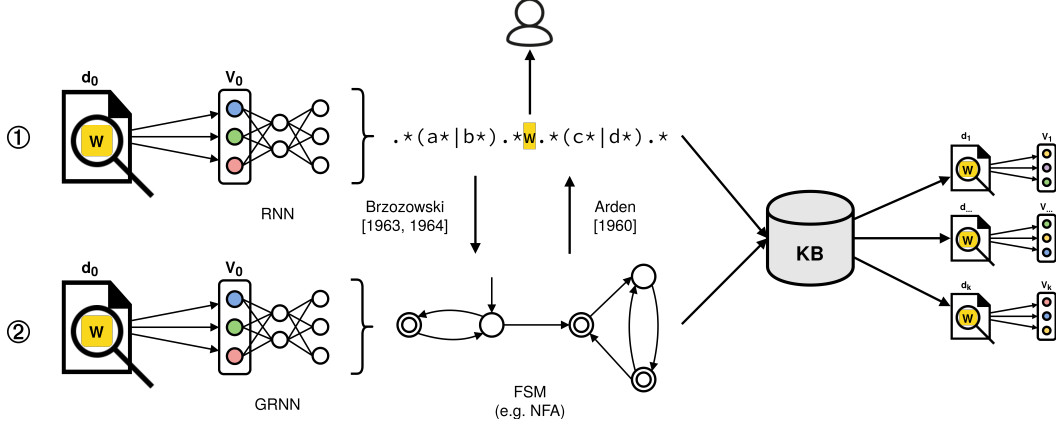 d0
V0
①
W
.*(a*|b*).*W.*(c*|d*).*
RNN
Brzozowski
[1963, 1964]
Arden
[1960]
KB
d1
V1
W
d...
V...
W
dk
Vk
W
d0
V0
②
W
GRNN
FSM
(e.g. NFA)